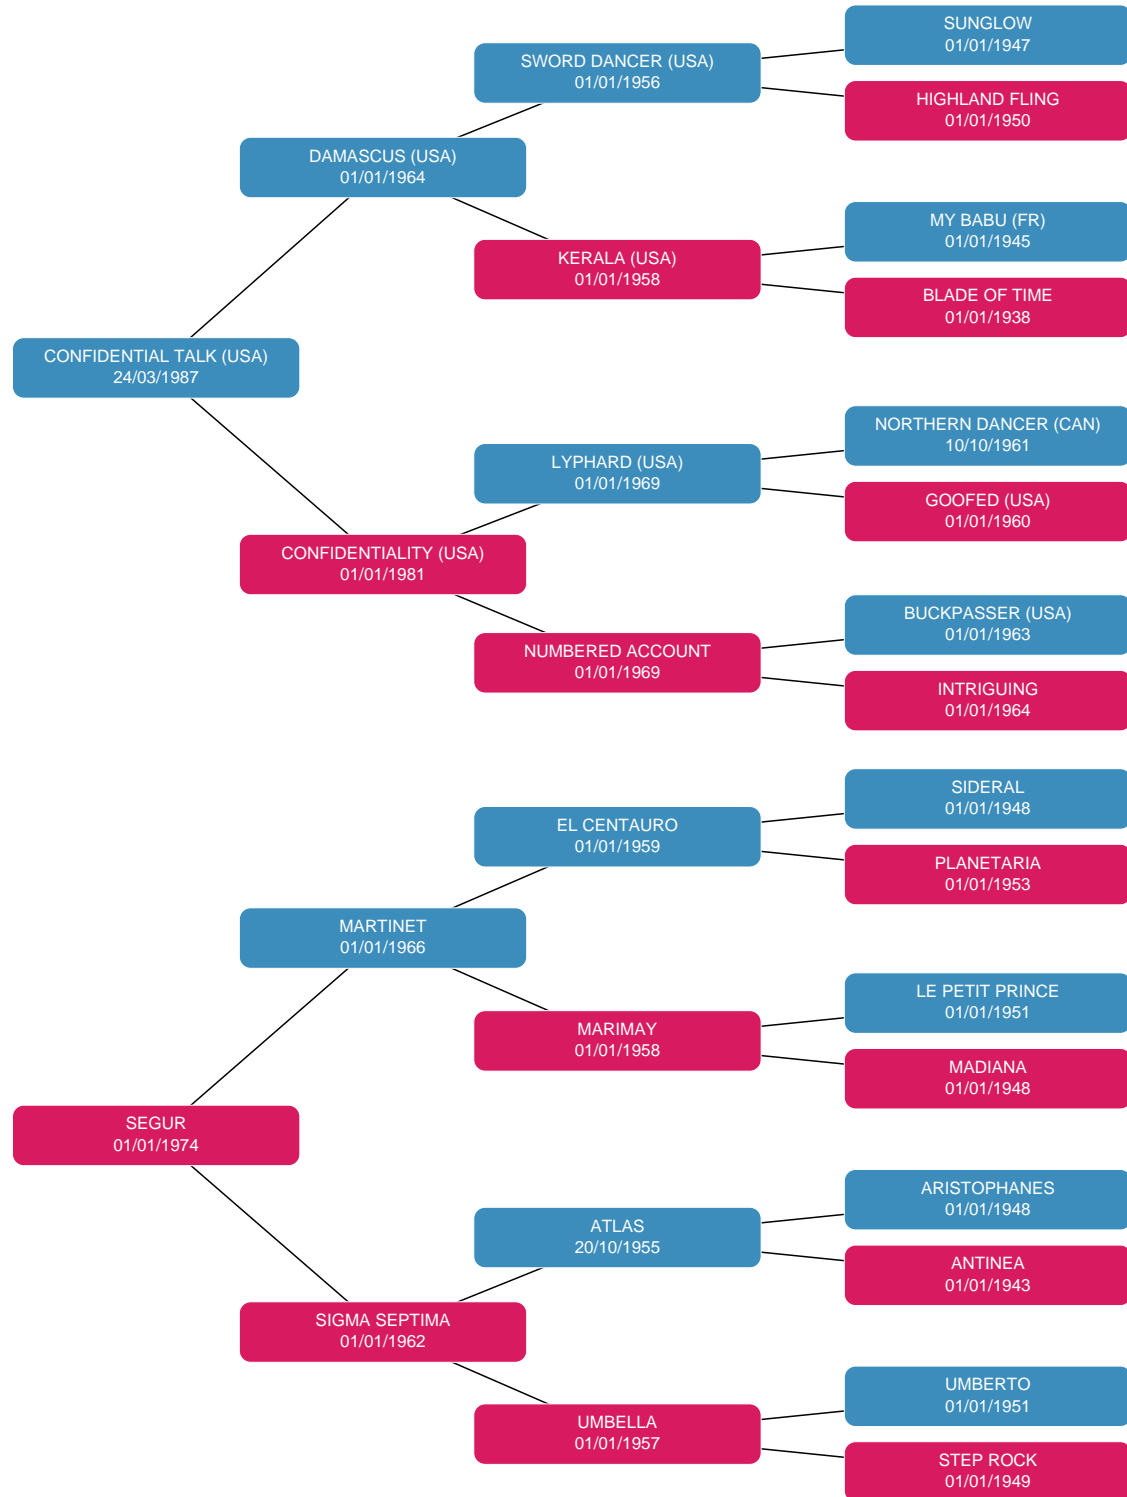 SUNGLOW
01/01/1947
SWORD DANCER (USA)
01/01/1956
HIGHLAND FLING
01/01/1950
DAMASCUS (USA)
01/01/1964
MY BABU (FR)
01/01/1945
KERALA (USA)
01/01/1958
BLADE OF TIME
01/01/1938
CONFIDENTIAL TALK (USA)
24/03/1987
NORTHERN DANCER (CAN)
10/10/1961
LYPHARD (USA)
01/01/1969
GOOFED (USA)
01/01/1960
CONFIDENTIALITY (USA)
01/01/1981
BUCKPASSER (USA)
01/01/1963
NUMBERED ACCOUNT
01/01/1969
INTRIGUING
01/01/1964
SIDERAL
01/01/1948
EL CENTAURO
01/01/1959
PLANETARIA
01/01/1953
MARTINET
01/01/1966
LE PETIT PRINCE
01/01/1951
MARIMAY
01/01/1958
MADIANA
01/01/1948
SEGUR
01/01/1974
ARISTOPHANES
01/01/1948
ATLAS
20/10/1955
ANTINEA
01/01/1943
SIGMA SEPTIMA
01/01/1962
UMBERTO
01/01/1951
UMBELLA
01/01/1957
STEP ROCK
01/01/1949